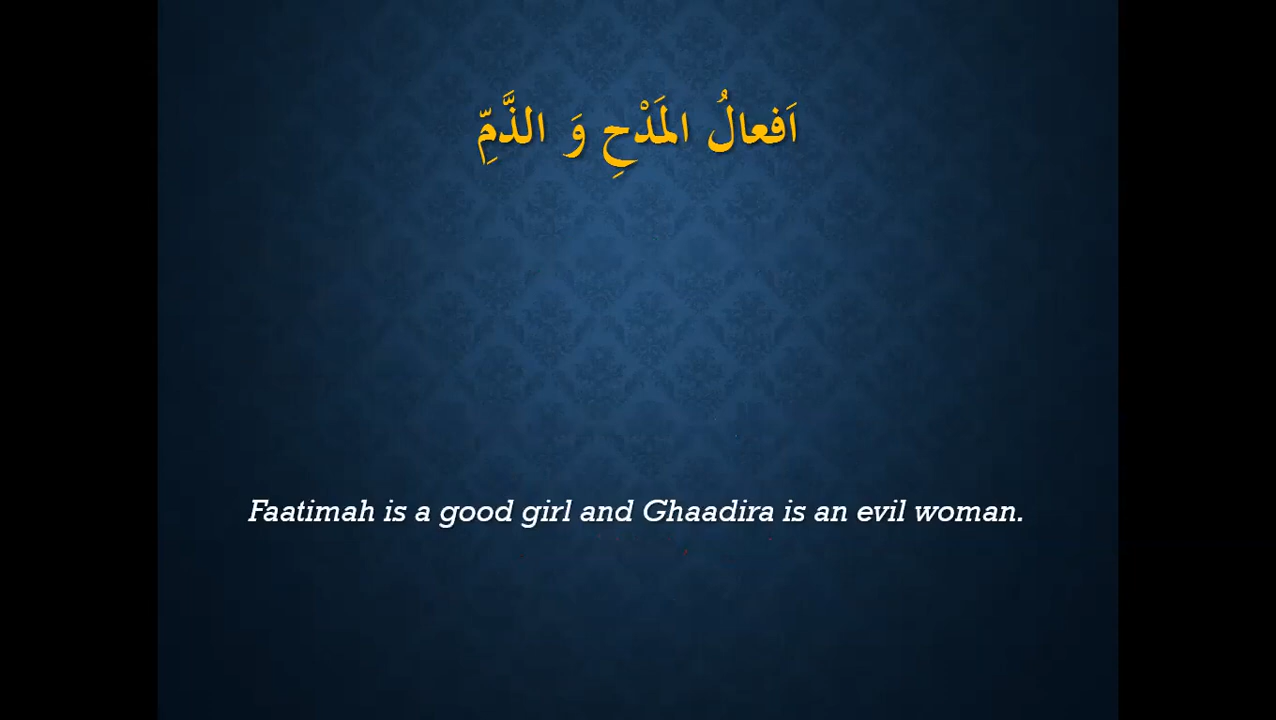 اَفعالُ المَدْحِ وَ الذَّمِّ
Faatimah is a good girl and Ghaadira is an evil woman.